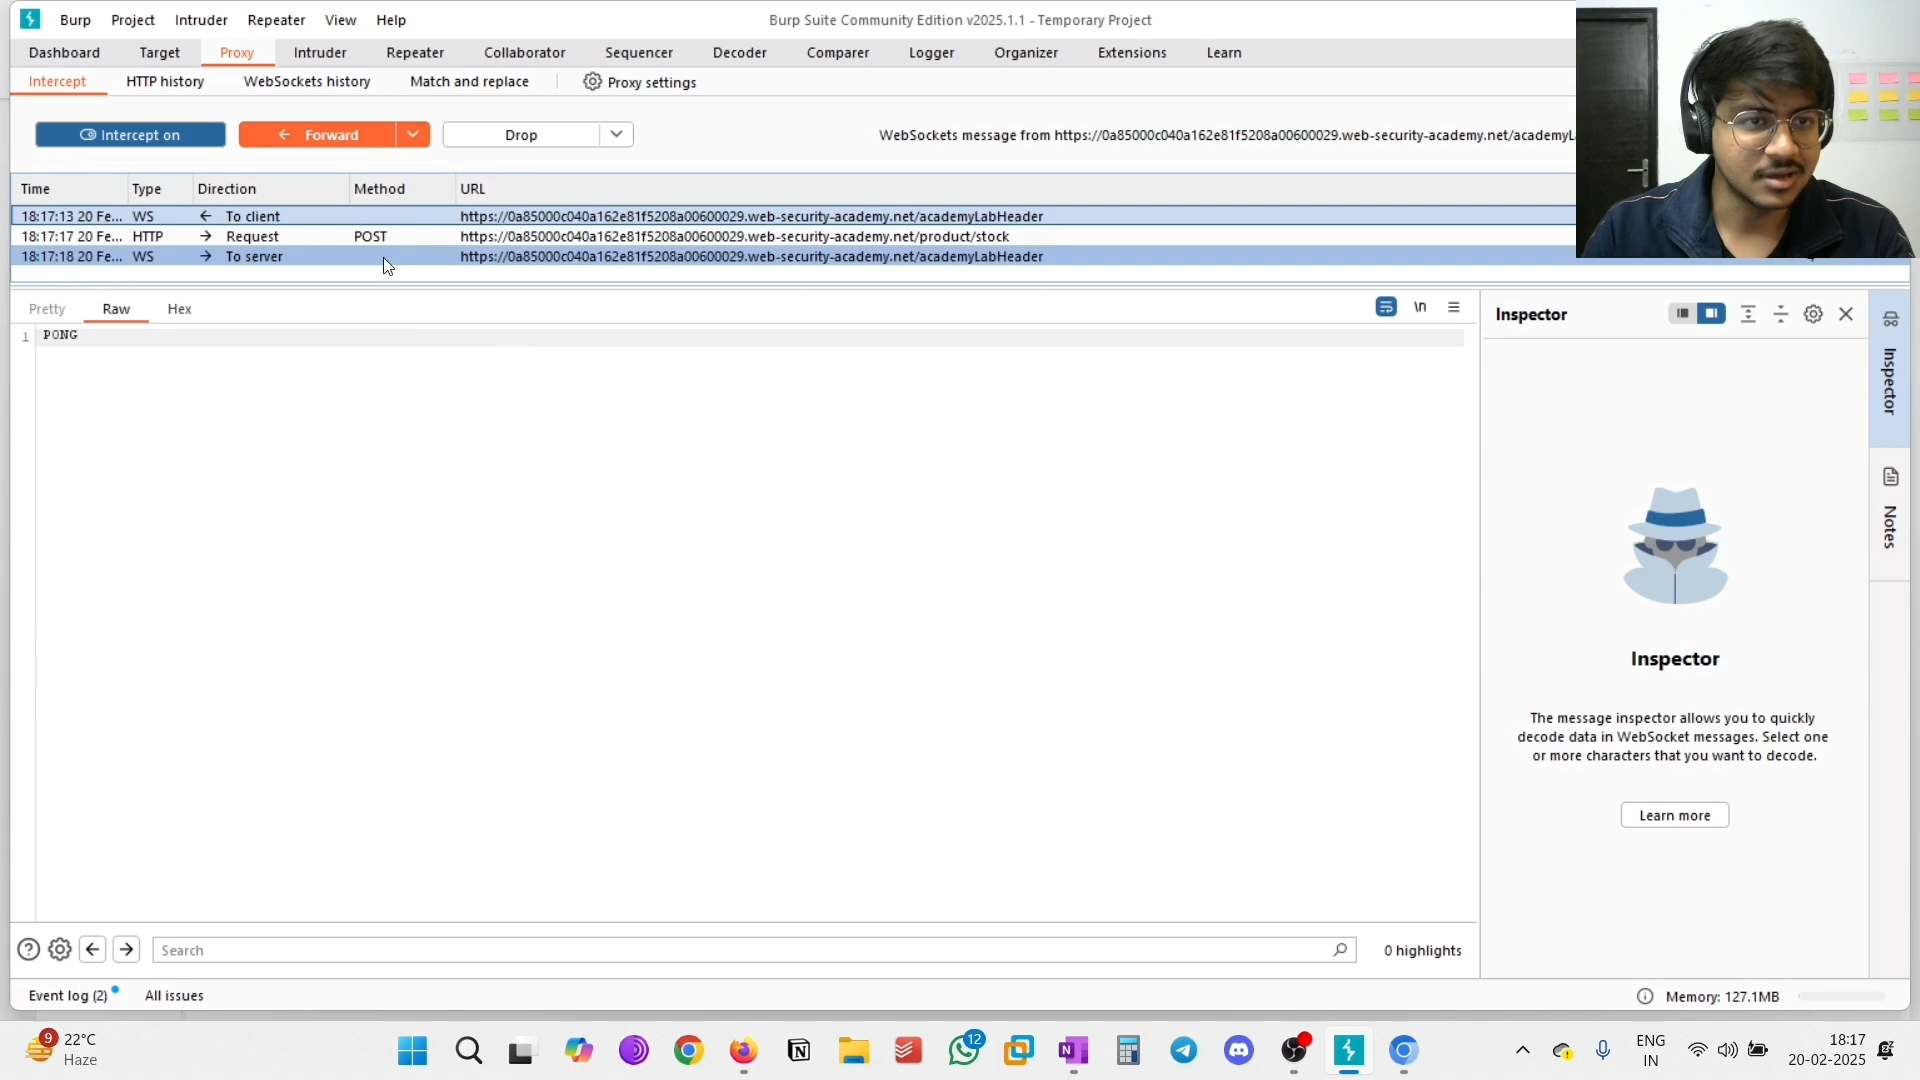 Burp Project Intruder Repeater View Help Burp Suite Community Edition v2025.1.1 - Temporary Project
Dashboard Target Proxy Intruder Repeater Collaborator Sequencer Decoder Comparer Logger Organizer Extensions Learn
Intercept HTTP history WebSockets history Match and replace Proxy settings
Intercept on Forward Drop WebSockets message from https://0a85000c040a162e81f5208a00600029.web-security-academy.net/academyL
Time Type Direction Method URL
18:17:13 20 Fe... WS To client https://0a85000c040a162e81f5208a00600029.web-security-academy.net/academyLabHeader
18:17:17 20 Fe... HTTP Request POST https://0a85000c040a162e81f5208a00600029.web-security-academy.net/product/stock
18:17:18 20 Fe... WS To server https://0a85000c040a162e81f5208a00600029.web-security-academy.net/academyLabHeader
Pretty Raw Hex \n
1 PONG
Inspector
Inspector
Notes
Inspector
The message inspector allows you to quickly
decode data in WebSocket messages. Select one
or more characters that you want to decode.
Learn more
Search 0 highlights
Event log (2) All issues Memory: 127.1MB
9 22°C
Haze
12
ENG
IN
18:17
20-02-2025